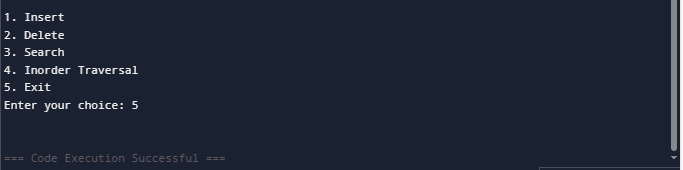 1. Insert
2. Delete
3. Search
4. Inorder Traversal
5. Exit
Enter your choice: 5
=== Code Execution Successful ===